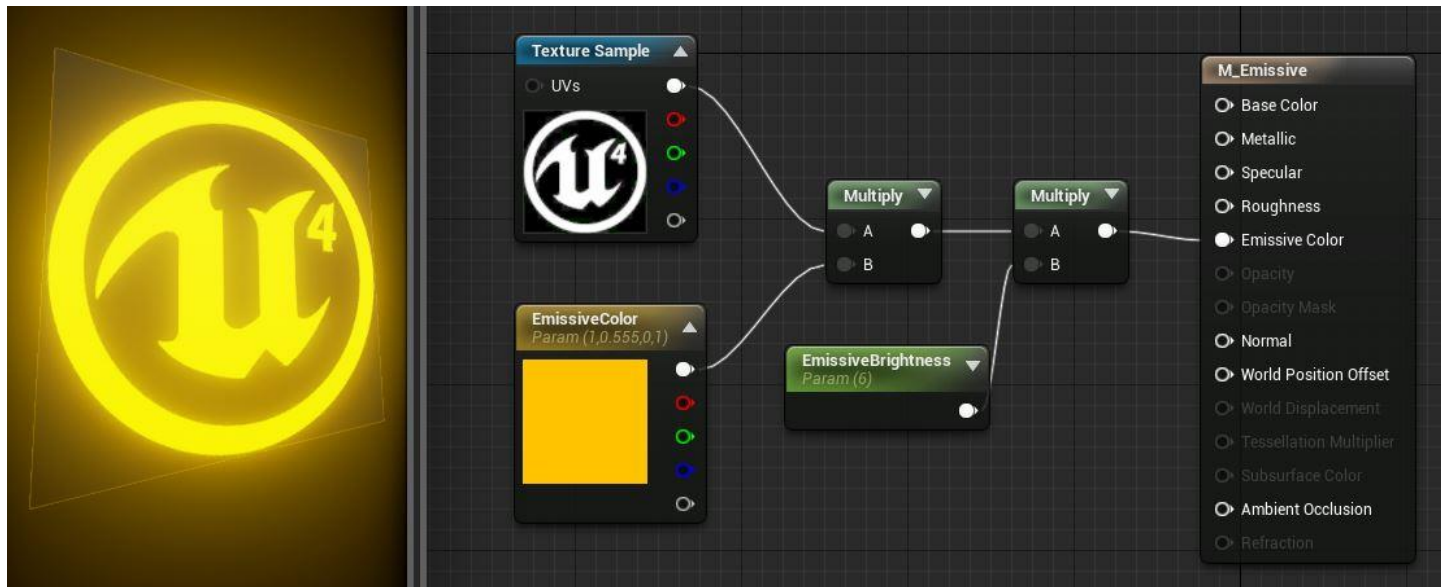 4
Texture Sample
UVs
4
EmissiveColor
Param (1,0.555,0,1)
Multiply
A
B
EmissiveBrightness
Param (6)
Multiply
A
B
M_Emissive
Base Color
Metallic
Specular
Roughness
Emissive Color
Opacity
Opacity Mask
Normal
World Position Offset
World Displacement
Tessellation Multiplier
Subsurface Color
Ambient Occlusion
Refraction